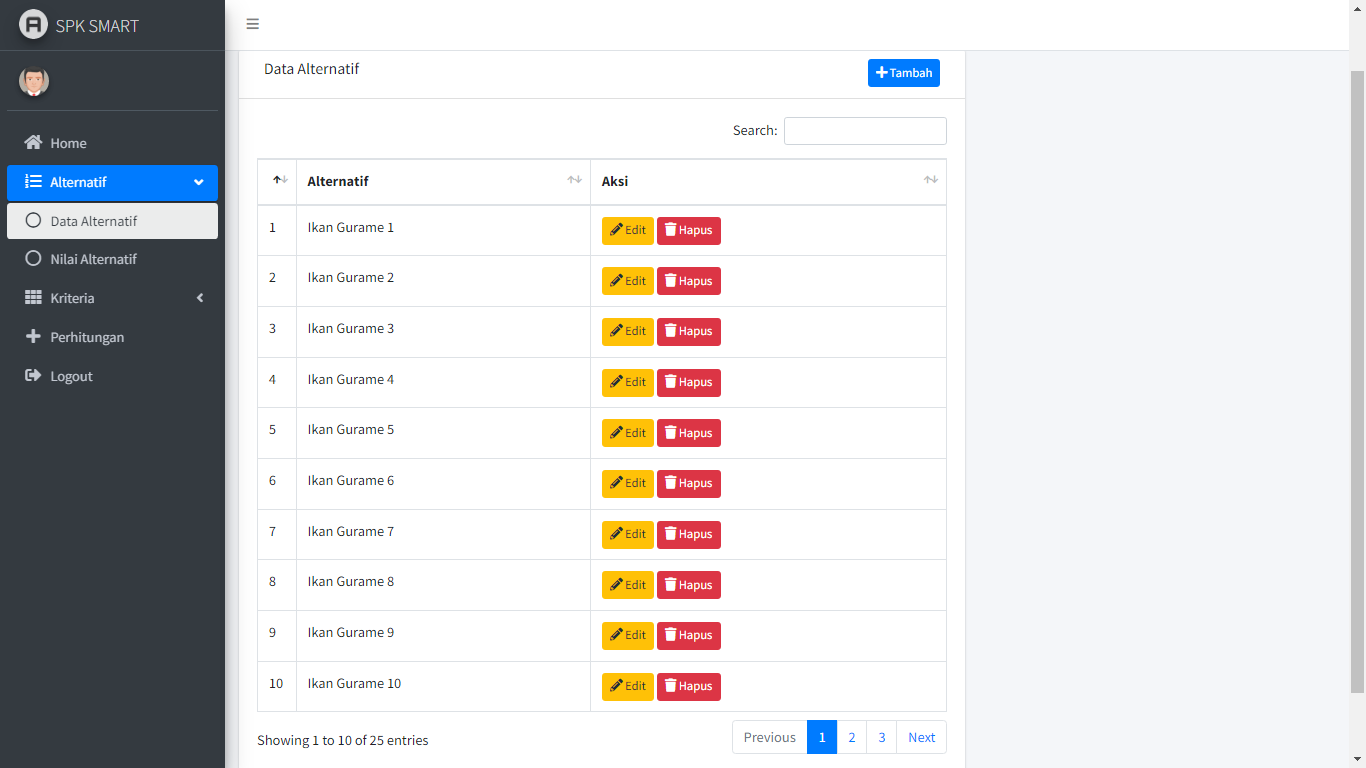 SPK SMART
Home
Alternatif
Data Alternatif
Nilai Alternatif
Kriteria
Perhitungan
Logout
Data Alternatif
Tambah
Search:
Alternatif Aksi
1 Ikan Gurame 1 Edit Hapus
2 Ikan Gurame 2 Edit Hapus
3 Ikan Gurame 3 Edit Hapus
4 Ikan Gurame 4 Edit Hapus
5 Ikan Gurame 5 Edit Hapus
6 Ikan Gurame 6 Edit Hapus
7 Ikan Gurame 7 Edit Hapus
8 Ikan Gurame 8 Edit Hapus
9 Ikan Gurame 9 Edit Hapus
10 Ikan Gurame 10 Edit Hapus
Showing 1 to 10 of 25 entries
Previous 1 2 3 Next